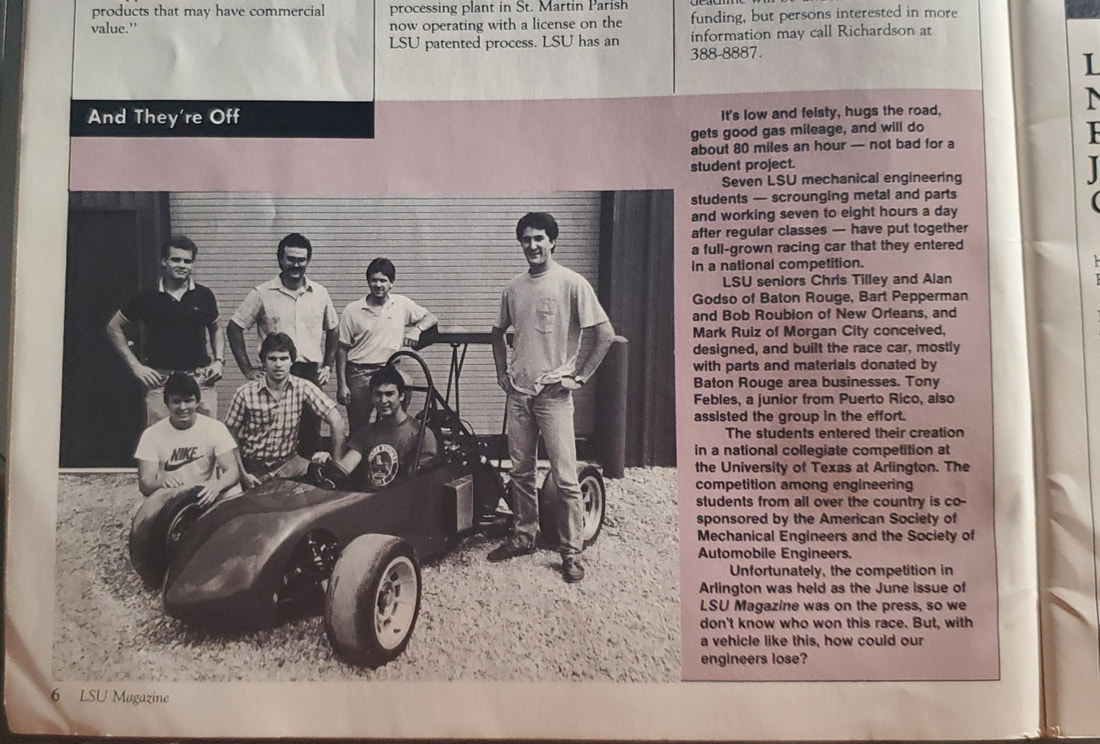 products that may have commercial
value."
processing plant in St. Martin Parish
now operating with a license on the
LSU patented process. LSU has an
funding, but persons interested in more
information may call Richardson at
388-8887.
And They're Off
It's low and feisty, hugs the road,
gets good gas mileage, and will do
about 80 miles an hour — not bad for a
student project.
Seven LSU mechanical engineering
students — scrounging metal and parts
and working seven to eight hours a day
after regular classes — have put together
a full-grown racing car that they entered
in a national competition.
LSU seniors Chris Tilley and Alan
Godso of Baton Rouge, Bart Pepperman
and Bob Roubion of New Orleans, and
Mark Ruiz of Morgan City conceived,
designed, and built the race car, mostly
with parts and materials donated by
Baton Rouge area businesses. Tony
Febles, a junior from Puerto Rico, also
assisted the group in the effort.
The students entered their creation
in a national collegiate competition at
the University of Texas at Arlington. The
competition among engineering
students from all over the country is co-
sponsored by the American Society of
Mechanical Engineers and the Society of
Automobile Engineers.
Unfortunately, the competition in
Arlington was held as the June issue of
LSU Magazine was on the press, so we
don't know who won this race. But, with
a vehicle like this, how could our
engineers lose?
NIKE
6 LSU Magazine